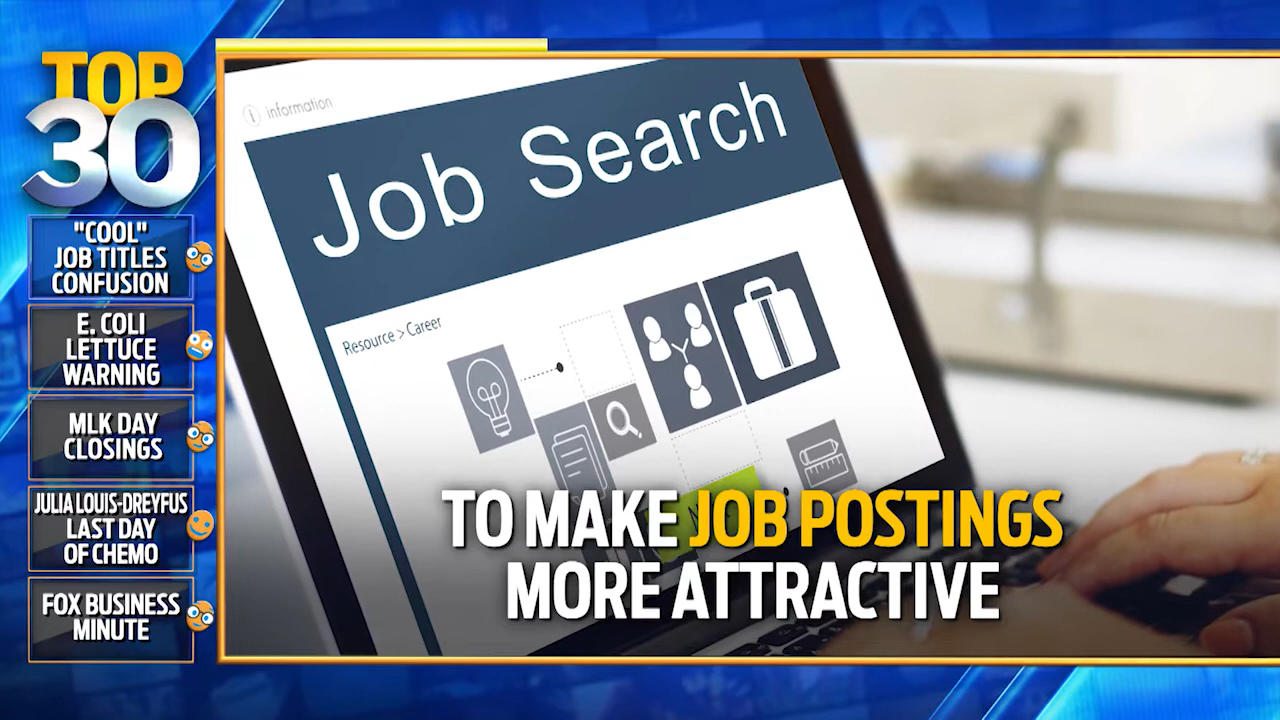 TOP
30
"COOL"
JOB TITLES
CONFUSION
E. COLI
LETTUCE
WARNING
MLK DAY
CLOSINGS
JULIA LOUIS-DREYFUS
LAST DAY
OF CHEMO
FOX BUSINESS
MINUTE
i information
Job Search
Resource > Career
TO MAKE JOB POSTINGS
MORE ATTRACTIVE